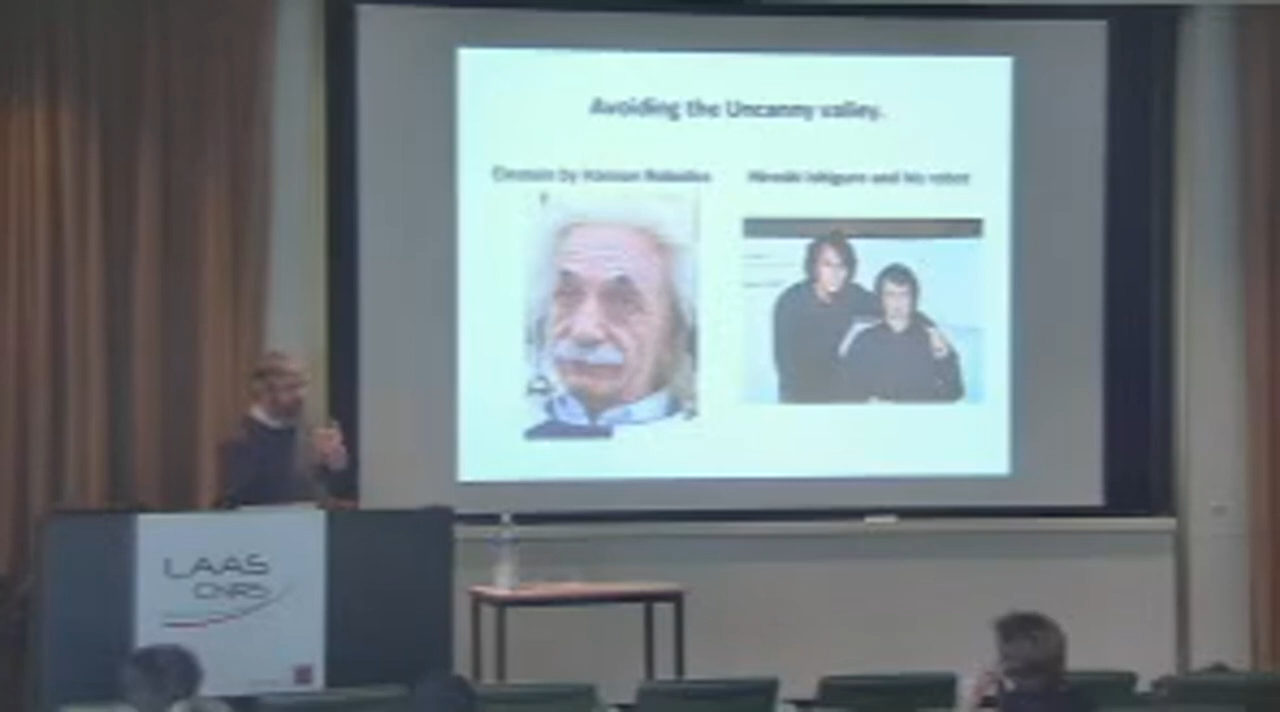 Avoiding the Uncanny valley.
Einstein by Hanson Robotics
Hiroshi Ishiguro and his robot
LAAS
CNRS